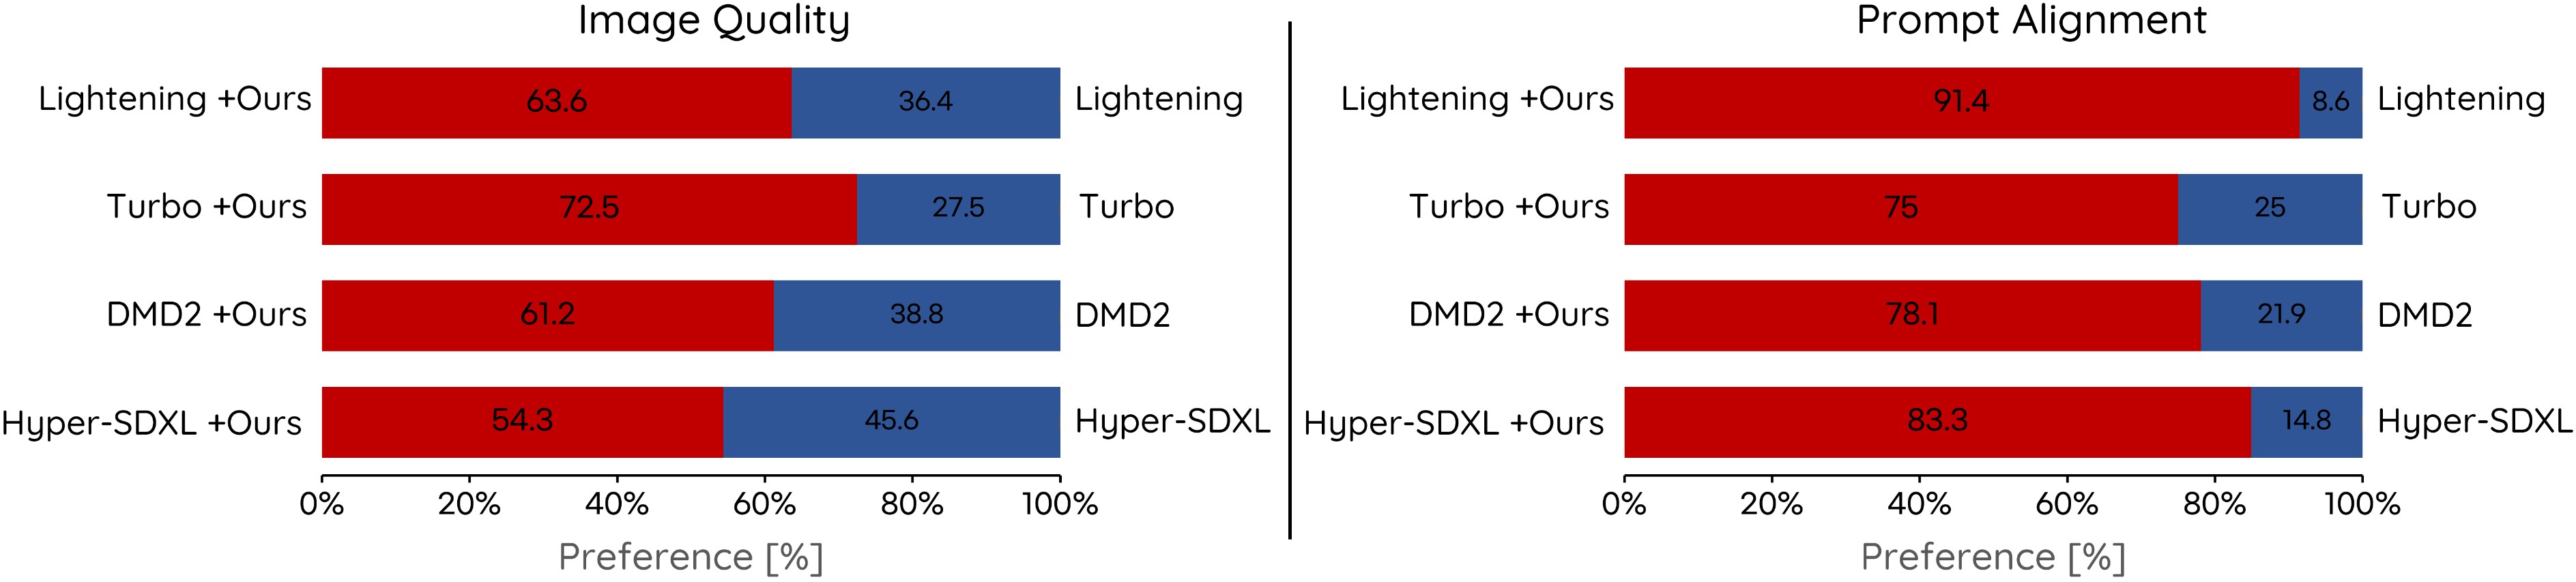 Image Quality
Lightening +Ours 63.6 36.4 Lightening
Turbo +Ours 72.5 27.5 Turbo
DMD2 +Ours 61.2 38.8 DMD2
Hyper-SDXL +Ours 54.3 45.6 Hyper-SDXL
0% 20% 40% 60% 80% 100%
Preference [%]
Prompt Alignment
Lightening +Ours 91.4 8.6 Lightening
Turbo +Ours 75 25 Turbo
DMD2 +Ours 78.1 21.9 DMD2
Hyper-SDXL +Ours 83.3 14.8 Hyper-SDXL
0% 20% 40% 60% 80% 100%
Preference [%]